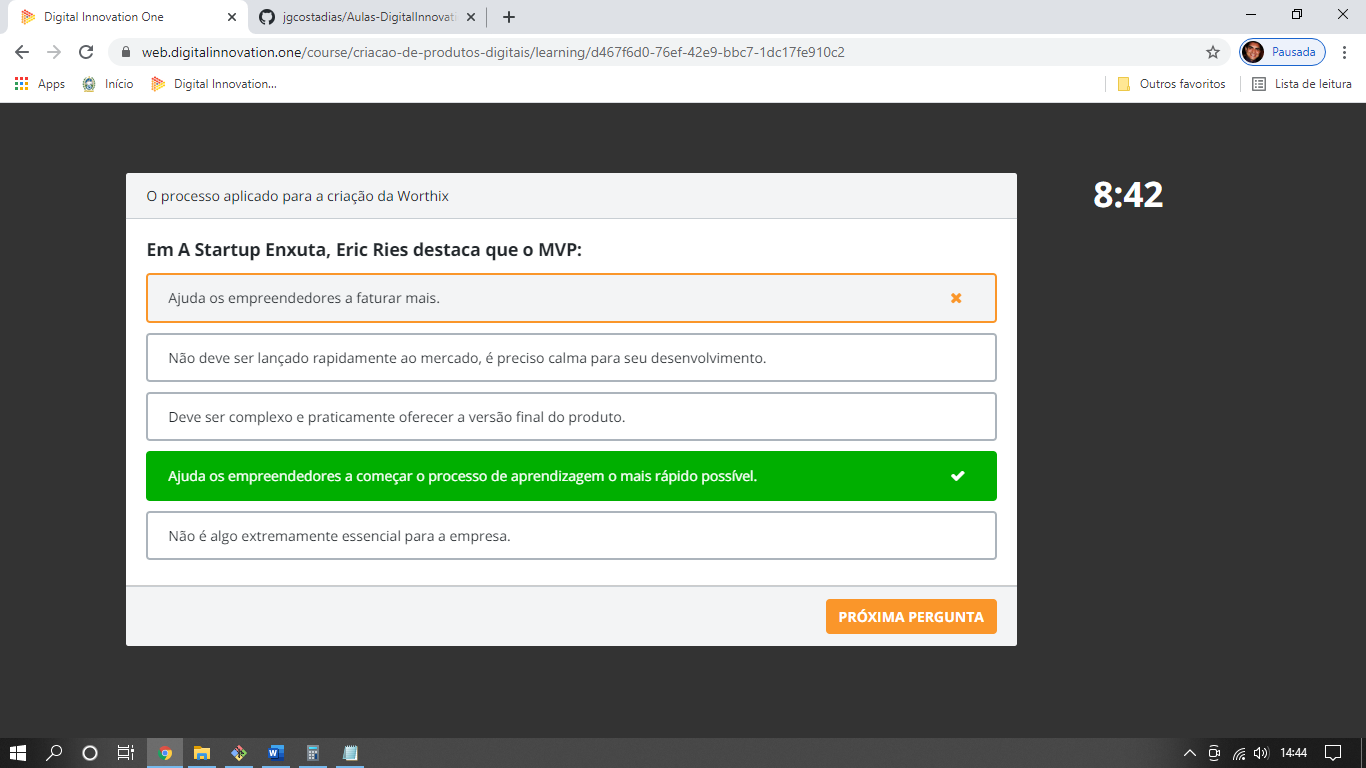 Digital Innovation One
jgcostadias/Aulas-DigitalInnovati
web.digitalinnovation.one/course/criacao-de-produtos-digitais/learning/d467f6d0-76ef-42e9-bbc7-1dc17fe910c2
Pausada
Apps
Início
Digital Innovation...
Outros favoritos
Lista de leitura
O processo aplicado para a criação da Worthix
8:42
Em A Startup Enxuta, Eric Ries destaca que o MVP:
Ajuda os empreendedores a faturar mais.
Não deve ser lançado rapidamente ao mercado, é preciso calma para seu desenvolvimento.
Deve ser complexo e praticamente oferecer a versão final do produto.
Ajuda os empreendedores a começar o processo de aprendizagem o mais rápido possível.
Não é algo extremamente essencial para a empresa.
PRÓXIMA PERGUNTA
14:44